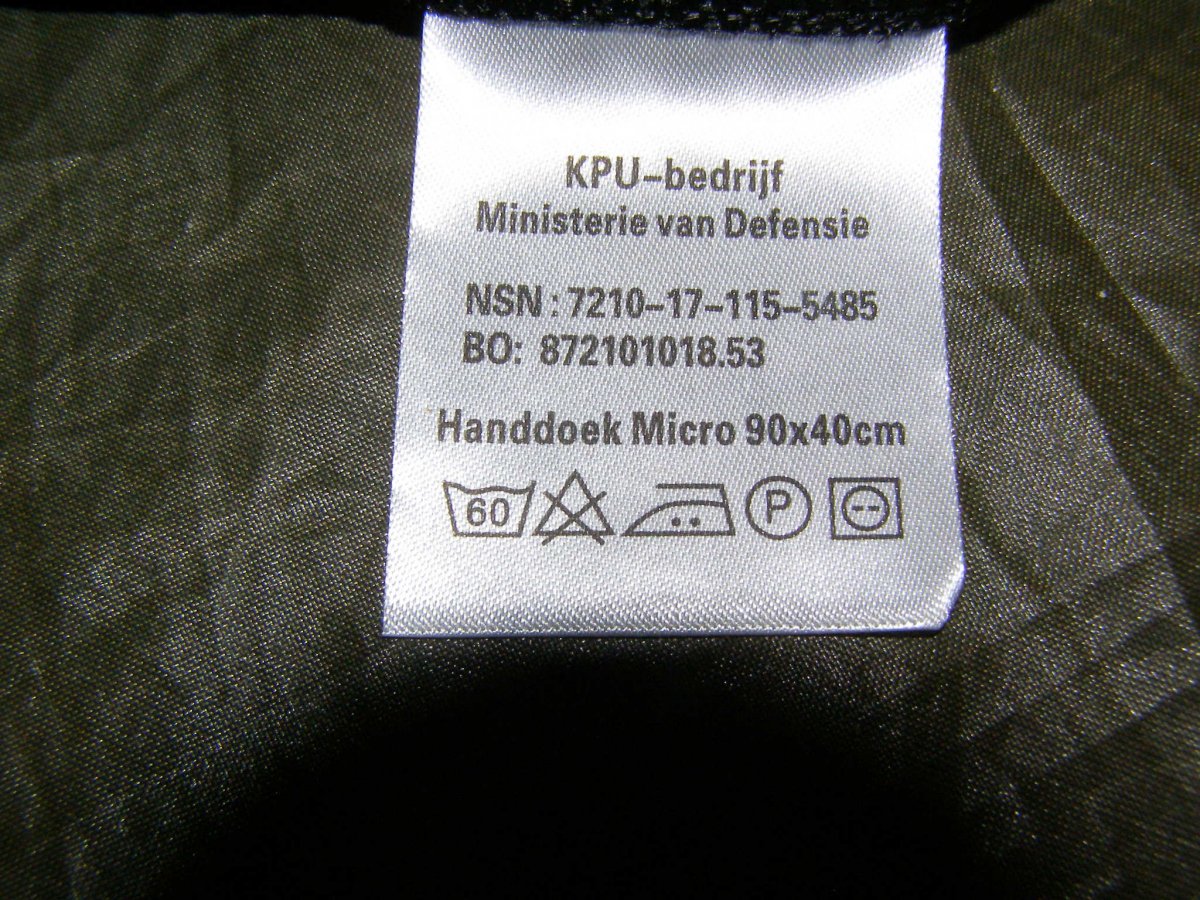 KPU-bedrijf
Ministerie van Defensie
NSN: 7210-17-115-5485
BO: 872101018.53
Handdoek Micro 90x40cm
60 P